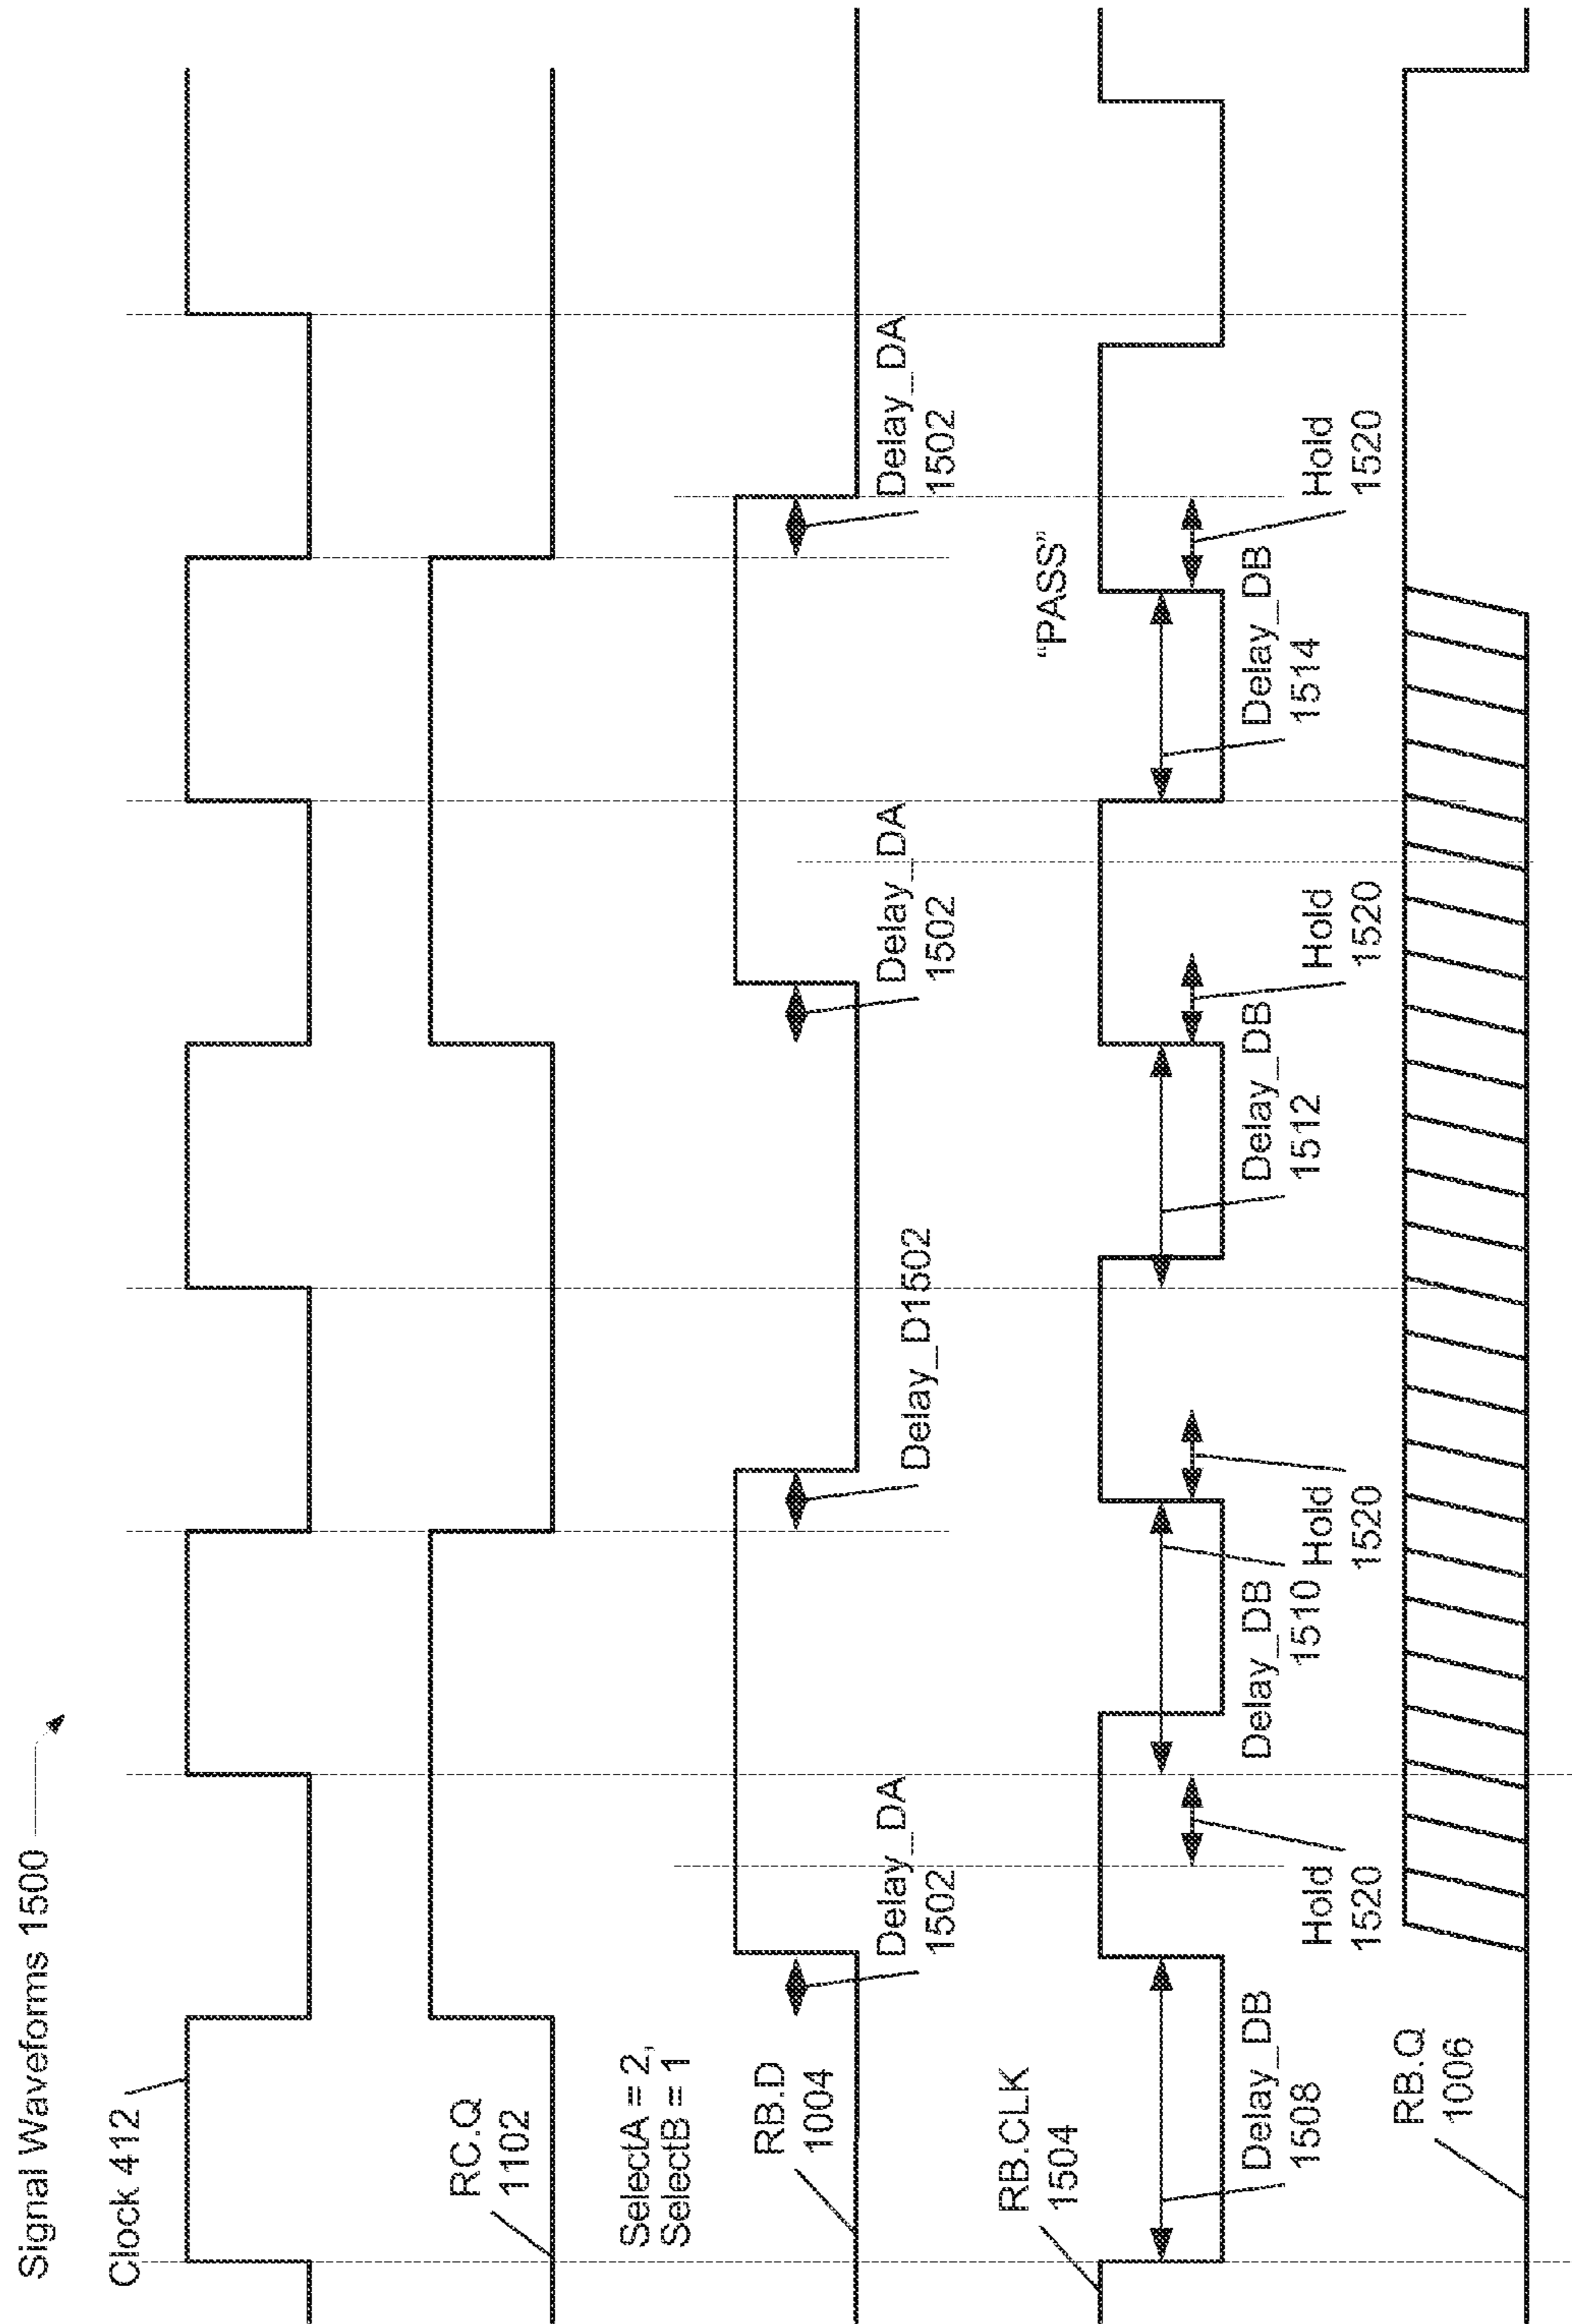 Signal Waveforms 1500
Clock 412
RC.Q
1102
SelectA = 2,
SelectB = 1
RB.D
1004
Delay_DA
1502
Delay_D1502
Delay_DA
1502
Delay_DA
1502
RB.CLK
1504
"PASS"
Delay_DB
1508
Hold
1520
Delay_DB
1510
Hold
1520
Delay_DB
1512
Hold
1520
Delay_DB
1514
Hold
1520
RB.Q
1006